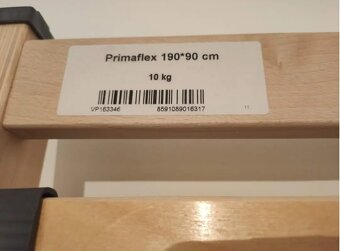 Primaflex 190*90 cm
10 kg
VP163346 8591089016317 11